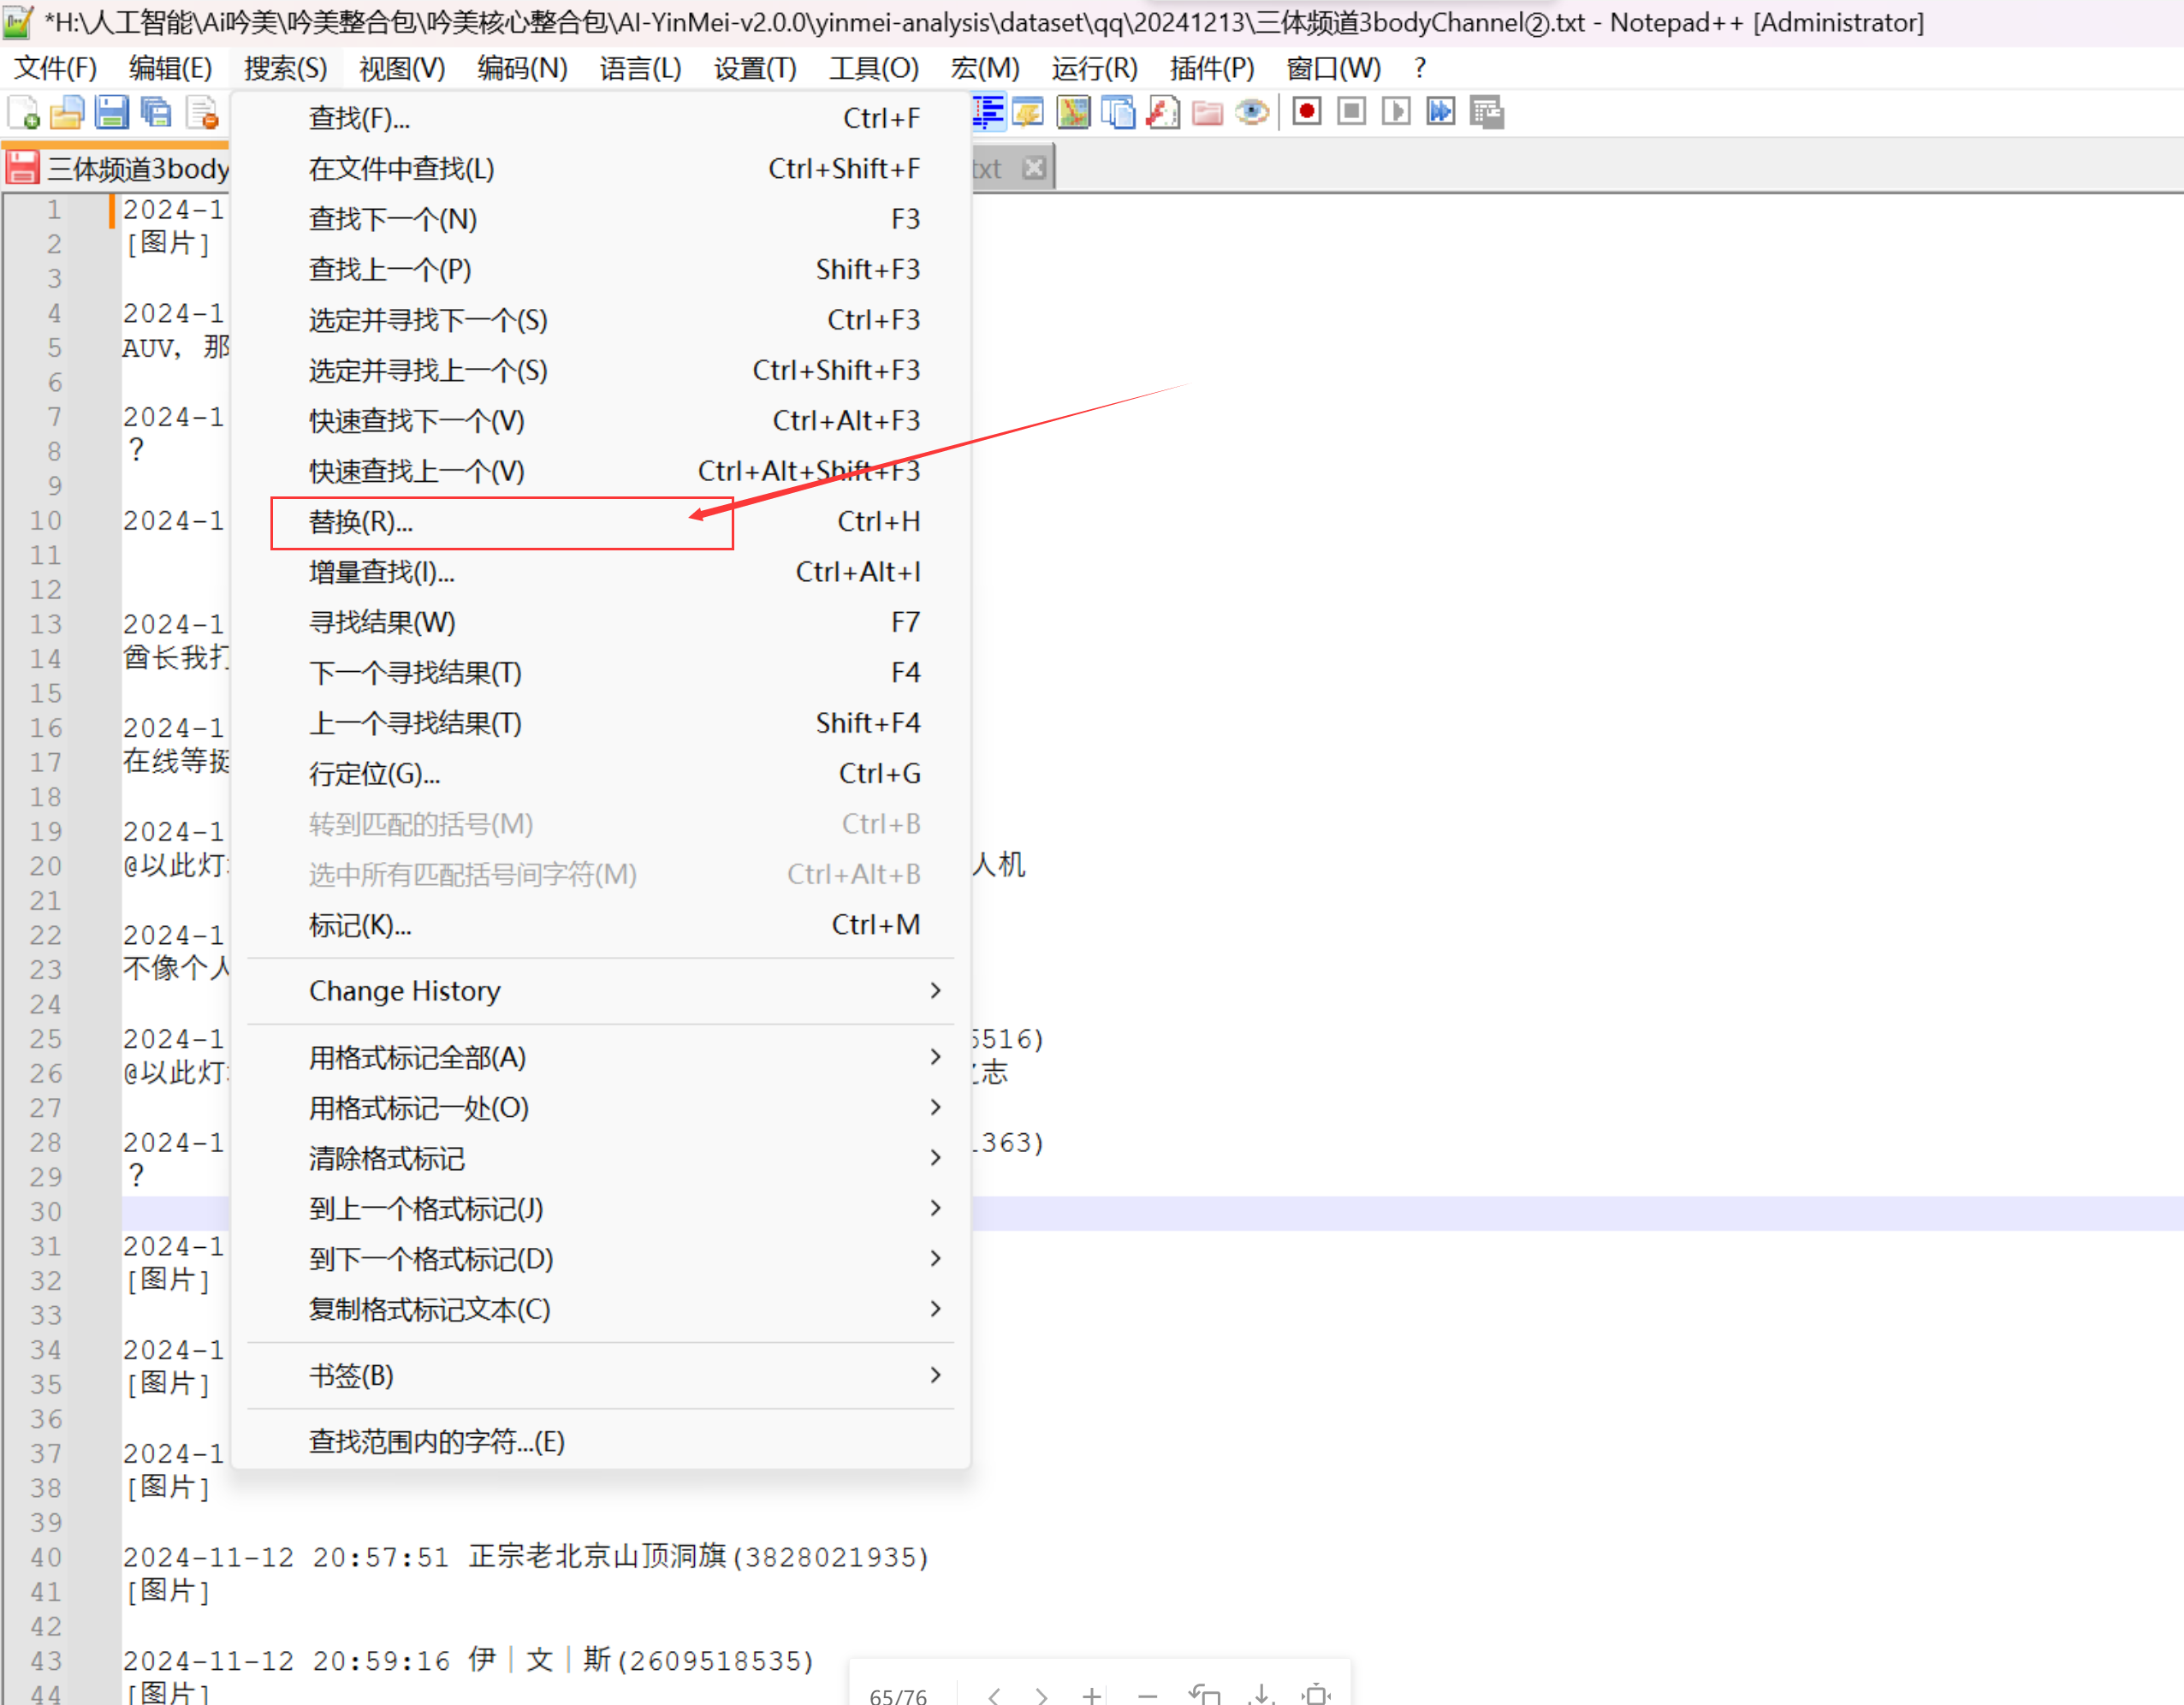 *H:\人工智能\Ai吟美\吟美整合包\吟美核心整合包\AI-YinMei-v2.0.0\yinmei-analysis\dataset\qq\20241213\三体频道3bodyChannel②.txt - Notepad++ [Administrator]
文件(F) 编辑(E) 搜索(S) 视图(V) 编码(N) 语言(L) 设置(T) 工具(O) 宏(M) 运行(R) 插件(P) 窗口(W) ?
三体频道3body txt
查找(F)... Ctrl+F
在文件中查找(L) Ctrl+Shift+F
查找下一个(N) F3
查找上一个(P) Shift+F3
选定并寻找下一个(S) Ctrl+F3
选定并寻找上一个(S) Ctrl+Shift+F3
快速查找下一个(V) Ctrl+Alt+F3
快速查找上一个(V) Ctrl+Alt+Shift+F3
替换(R)... Ctrl+H
增量查找(I)... Ctrl+Alt+I
寻找结果(W) F7
下一个寻找结果(T) F4
上一个寻找结果(T) Shift+F4
行定位(G)... Ctrl+G
转到匹配的括号(M) Ctrl+B
选中所有匹配括号间字符(M) Ctrl+Alt+B
标记(K)... Ctrl+M
Change History
用格式标记全部(A)
用格式标记一处(O)
清除格式标记
到上一个格式标记(J)
到下一个格式标记(D)
复制格式标记文本(C)
书签(B)
查找范围内的字符...(E)
1 2024-1
2 [图片]
3
4 2024-1
5 AUV, 那
6
7 2024-1
8 ?
9
10 2024-1
11
12
13 2024-1
14 酋长我打
15
16 2024-1
17 在线等挺
18
19 2024-1
20 @以此灯 人机
21
22 2024-1
23 不像个人
24
25 2024-1 5516)
26 @以此灯 志
27
28 2024-1 1363)
29 ?
30
31 2024-1
32 [图片]
33
34 2024-1
35 [图片]
36
37 2024-1
38 [图片]
39
40 2024-11-12 20:57:51 正宗老北京山顶洞旗(3828021935)
41 [图片]
42
43 2024-11-12 20:59:16 伊｜文｜斯(2609518535)
44 [图片]
65/76